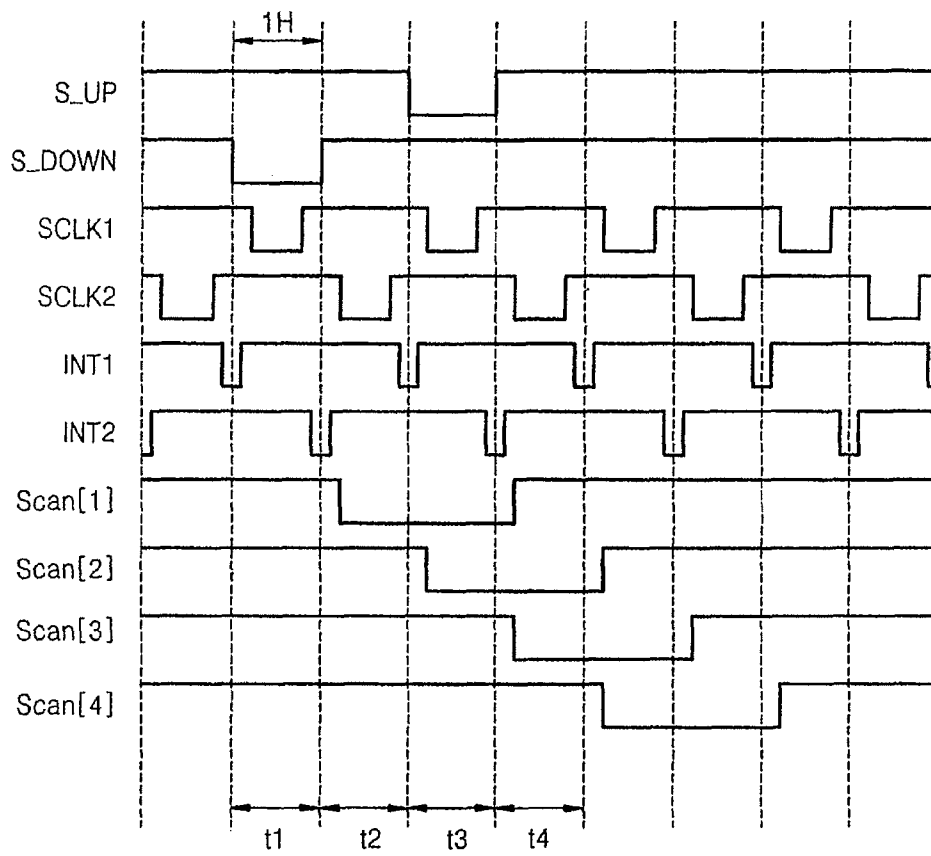 1H
S_UP
S_DOWN
SCLK1
SCLK2
INT1
INT2
Scan[1]
Scan[2]
Scan[3]
Scan[4]
t1 t2 t3 t4